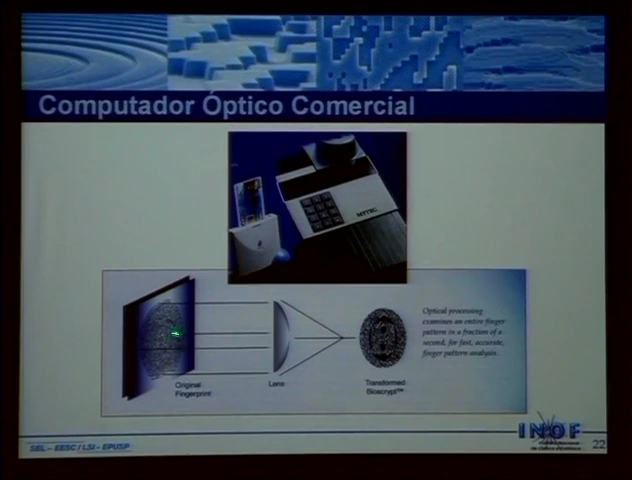 Computador Óptico Comercial
MYTEC
Optical processing
examines an entire finger
pattern in a fraction of a
second, for fast, accurate,
finger pattern analysis.
Original
Fingerprint
Lens
Transformed
Bioscrypt™
SEL – EESC / LSI – EPUSP
INOF
22